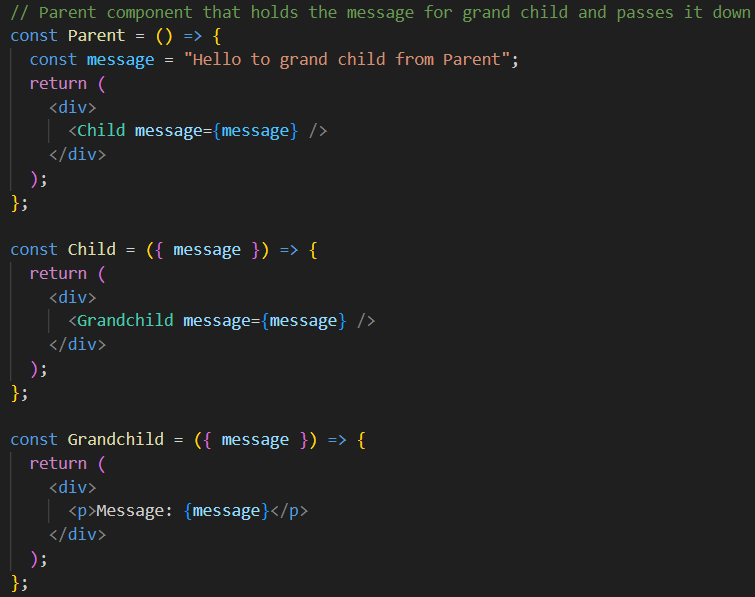 // Parent component that holds the message for grand child and passes it down
const Parent = () => {
  const message = "Hello to grand child from Parent";
  return (
    <div>
      <Child message={message} />
    </div>
  );
};

const Child = ({ message }) => {
  return (
    <div>
      <Grandchild message={message} />
    </div>
  );
};

const Grandchild = ({ message }) => {
  return (
    <div>
      <p>Message: {message}</p>
    </div>
  );
};